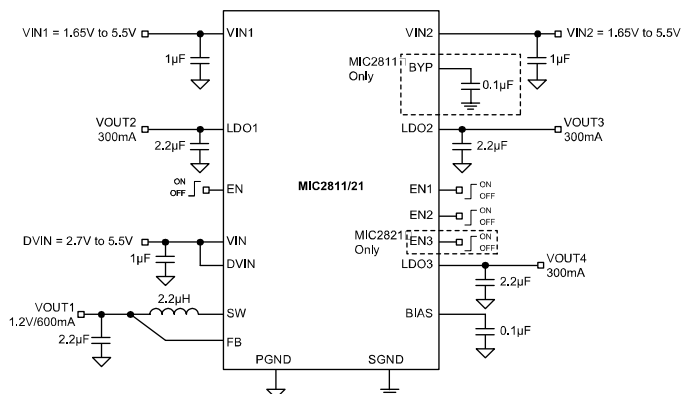 VIN1 = 1.65V to 5.5V
VIN1
VIN2
VIN2 = 1.65V to 5.5V
1µF
MIC2811
Only
BYP
0.1µF
1µF
VOUT2
300mA
LDO1
LDO2
VOUT3
300mA
2.2µF
2.2µF
ON
OFF
EN
MIC2811/21
EN1
ON
OFF
EN2
ON
OFF
DVIN = 2.7V to 5.5V
VIN
MIC2821
Only
EN3
ON
OFF
1µF
DVIN
LDO3
VOUT4
300mA
2.2µF
VOUT1
1.2V/600mA
2.2µH
SW
BIAS
0.1µF
2.2µF
FB
PGND
SGND